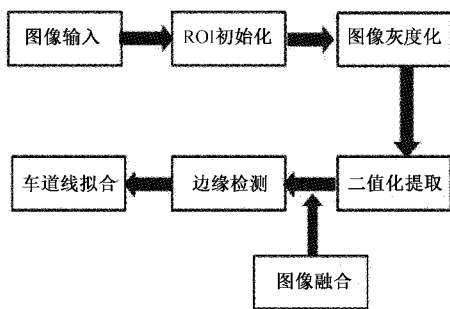 图像输入
ROI初始化
图像灰度化
车道线拟合
边缘检测
二值化提取
图像融合